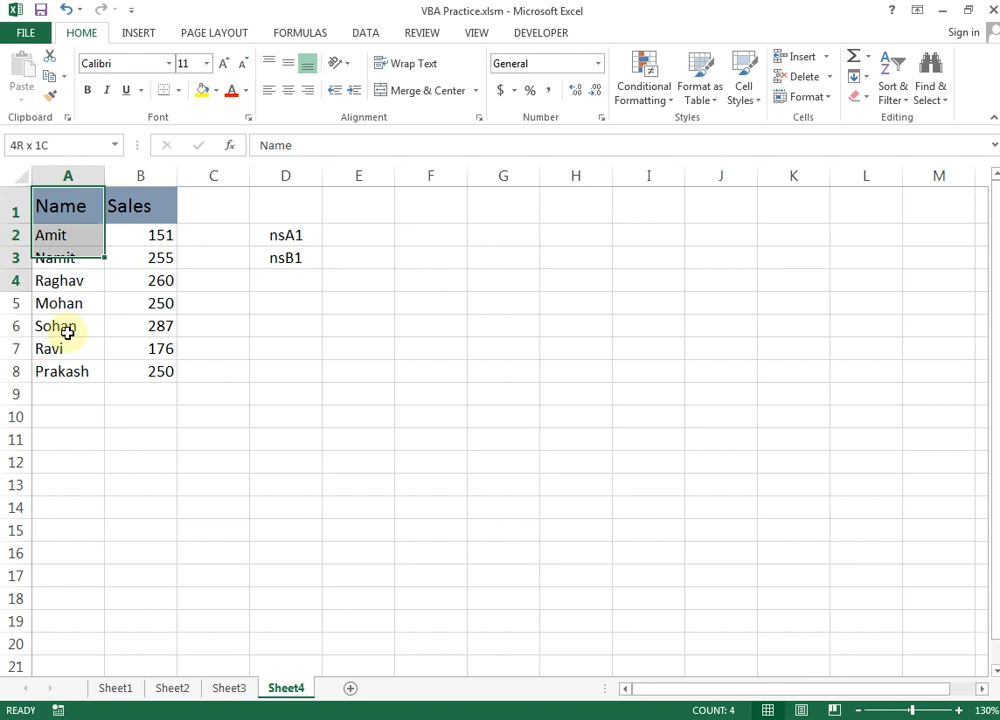 VBA Practice.xlsm - Microsoft Excel
FILE HOME INSERT PAGE LAYOUT FORMULAS DATA REVIEW VIEW DEVELOPER Sign in
Paste
Calibri 11
B I U A
Wrap Text
Merge & Center
General
$ % ,
Conditional Formatting
Format as Table
Cell Styles
Insert
Delete
Format
Sort & Filter
Find & Select
Clipboard Font Alignment Number Styles Cells Editing
4R x 1C fx Name
A B C D E F G H I J K L M
1 Name Sales
2 Amit 151 nsA1
3 Namit 255 nsB1
4 Raghav 260
5 Mohan 250
6 Sohan 287
7 Ravi 176
8 Prakash 250
9
10
11
12
13
14
15
16
17
18
19
20
21
Sheet1 Sheet2 Sheet3 Sheet4
READY COUNT: 4 130%